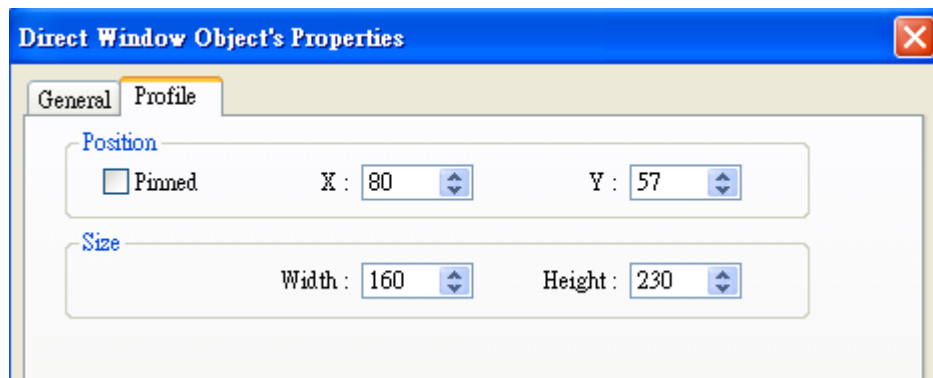 Direct Window Object's Properties
General Profile
Position
Pinned X : 80 Y : 57
Size
Width : 160 Height : 230